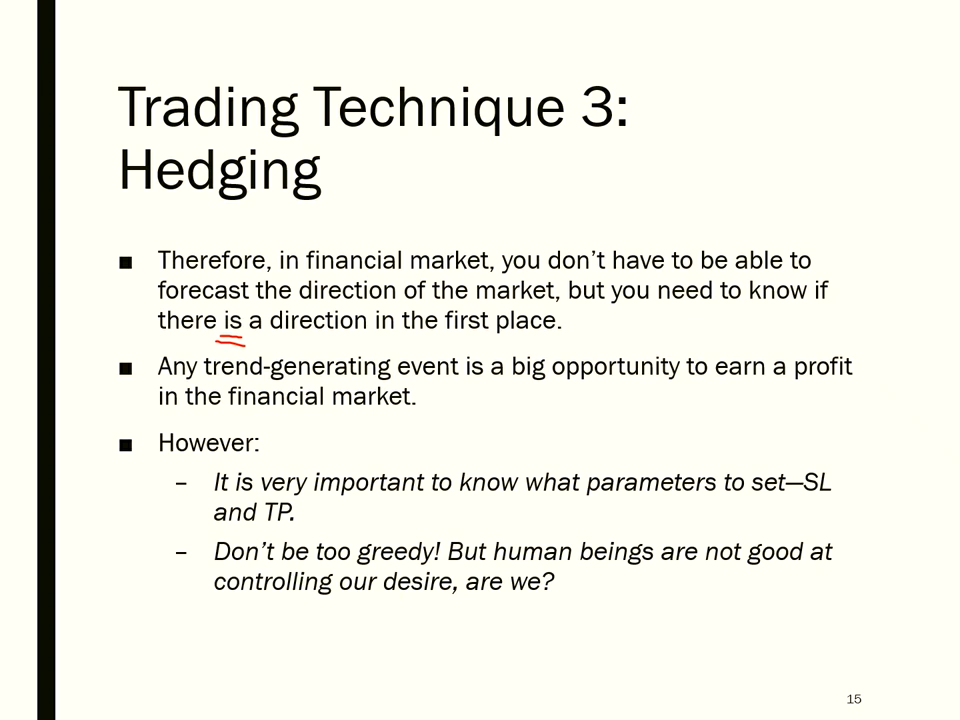 Trading Technique 3:
Hedging
■ Therefore, in financial market, you don’t have to be able to
forecast the direction of the market, but you need to know if
there is a direction in the first place.
■ Any trend-generating event is a big opportunity to earn a profit
in the financial market.
■ However:
– It is very important to know what parameters to set—SL
and TP.
– Don’t be too greedy! But human beings are not good at
controlling our desire, are we?
15